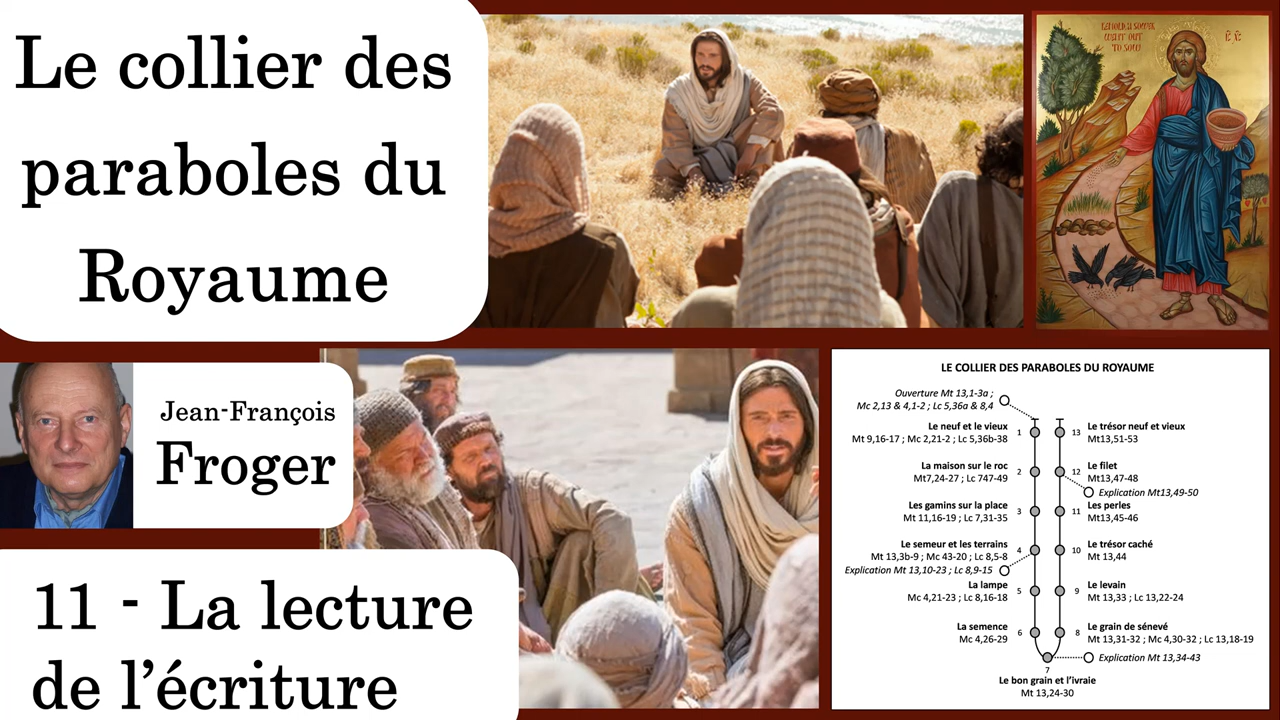 Le collier des
paraboles du
Royaume
BEHOLD A SOWER
WENT OUT
TO SOW
Jean-François
Froger
11 - La lecture
de l’écriture
LE COLLIER DES PARABOLES DU ROYAUME
Ouverture Mt 13,1-3a ;
Mc 2,13 & 4,1-2 ; Lc 5,36a & 8,4
Le neuf et le vieux
Mt 9,16-17 ; Mc 2,21-2 ; Lc 5,36b-38
1
13
Le trésor neuf et vieux
Mt13,51-53
La maison sur le roc
Mt7,24-27 ; Lc 747-49
2
12
Le filet
Mt13,47-48
Explication Mt13,49-50
Les gamins sur la place
Mt 11,16-19 ; Lc 7,31-35
3
11
Les perles
Mt13,45-46
Le semeur et les terrains
Mt 13,3b-9 ; Mc 43-20 ; Lc 8,5-8
Explication Mt 13,10-23 ; Lc 8,9-15
4
10
Le trésor caché
Mt 13,44
La lampe
Mc 4,21-23 ; Lc 8,16-18
5
9
Le levain
Mt 13,33 ; Lc 13,22-24
La semence
Mc 4,26-29
6
8
Le grain de sénevé
Mt 13,31-32 ; Mc 4,30-32 ; Lc 13,18-19
Explication Mt 13,34-43
7
Le bon grain et l’ivraie
Mt 13,24-30